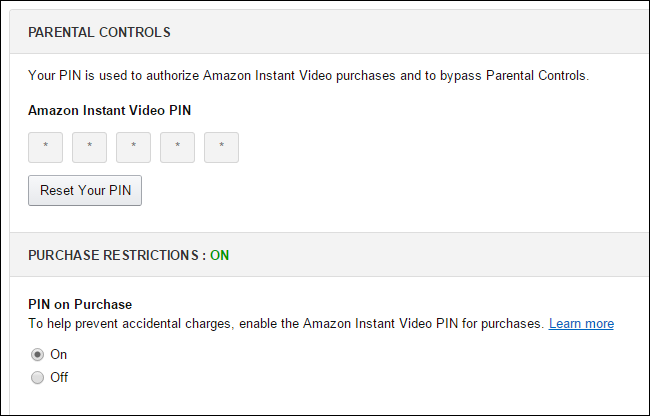 PARENTAL CONTROLS
Your PIN is used to authorize Amazon Instant Video purchases and to bypass Parental Controls.
Amazon Instant Video PIN
* * * * *
Reset Your PIN
PURCHASE RESTRICTIONS : ON
PIN on Purchase
To help prevent accidental charges, enable the Amazon Instant Video PIN for purchases. Learn more
On
Off